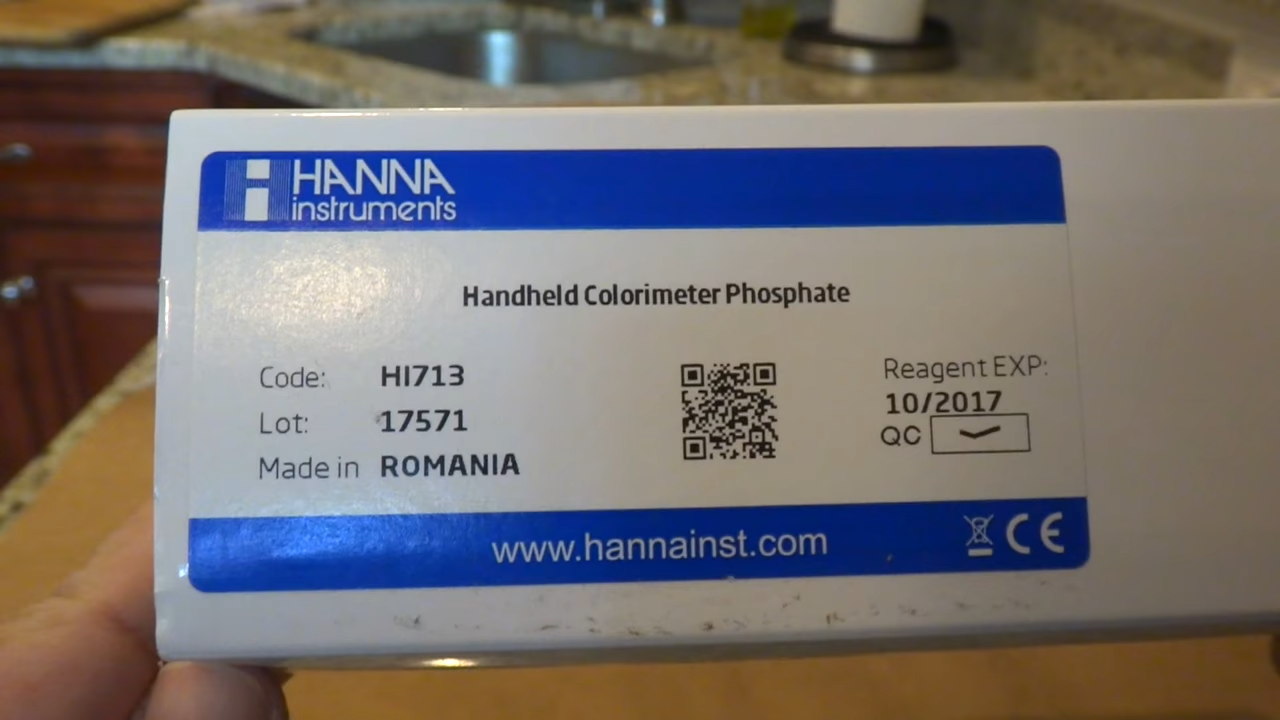 HANNA
instruments
Handheld Colorimeter Phosphate
Code: HI713
Lot: 17571
Made in ROMANIA
Reagent EXP:
10/2017
QC
www.hannainst.com
CE